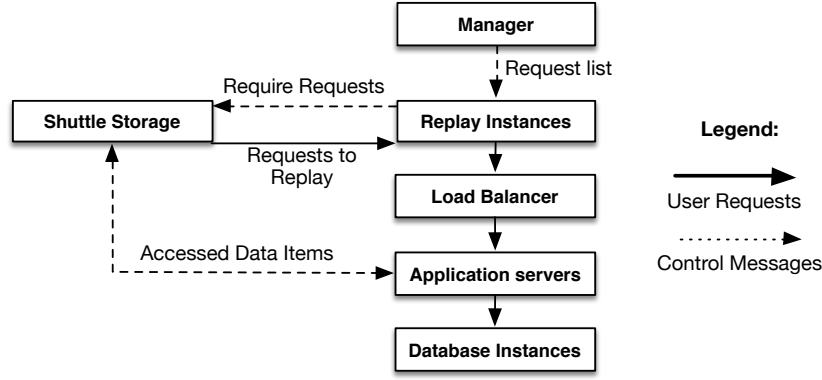 Manager
Request list
Require Requests
Shuttle Storage
Replay Instances
Requests to
Replay
Load Balancer
Accessed Data Items
Application servers
Database Instances
Legend:
User Requests
Control Messages